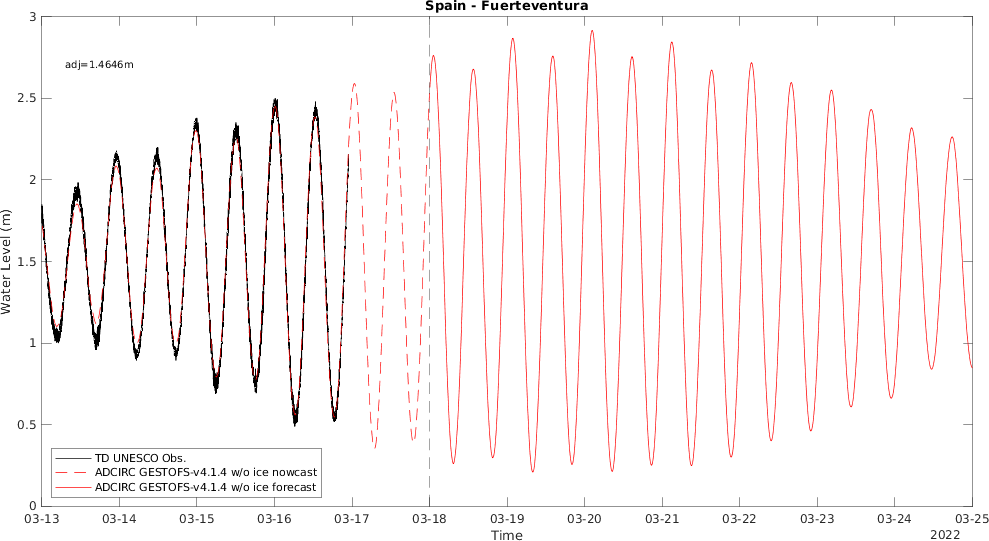 Spain - Fuerteventura
adj=1.4646m
Water Level (m)
3
2.5
2
1.5
1
0.5
0
TD UNESCO Obs.
ADCIRC GESTOFS-v4.1.4 w/o ice nowcast
ADCIRC GESTOFS-v4.1.4 w/o ice forecast
03-13 03-14 03-15 03-16 03-17 03-18 03-19 03-20 03-21 03-22 03-23 03-24 03-25
Time
2022